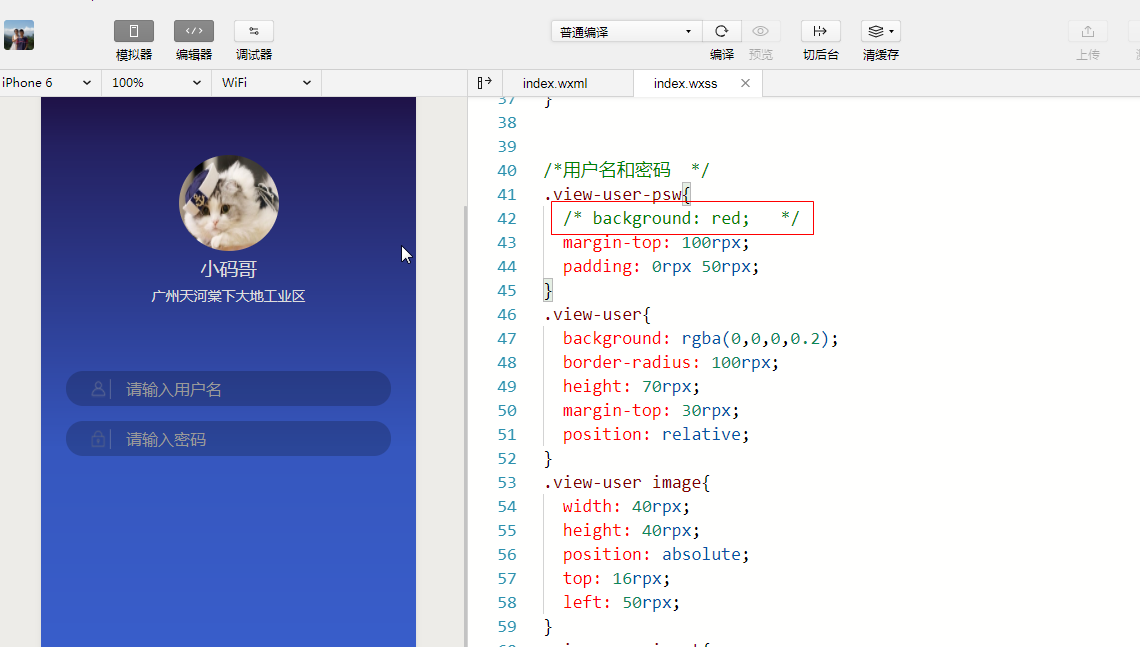 模拟器 编辑器 调试器 普通编译 编译 预览 切后台 清缓存 上传
iPhone 6 100% WiFi index.wxml index.wxss
小码哥
广州天河棠下大地工业区
请输入用户名
请输入密码
37 }
38
39
40 /*用户名和密码 */
41 .view-user-psw{
42 /* background: red; */
43 margin-top: 100rpx;
44 padding: 0rpx 50rpx;
45 }
46 .view-user{
47 background: rgba(0,0,0,0.2);
48 border-radius: 100rpx;
49 height: 70rpx;
50 margin-top: 30rpx;
51 position: relative;
52 }
53 .view-user image{
54 width: 40rpx;
55 height: 40rpx;
56 position: absolute;
57 top: 16rpx;
58 left: 50rpx;
59 }